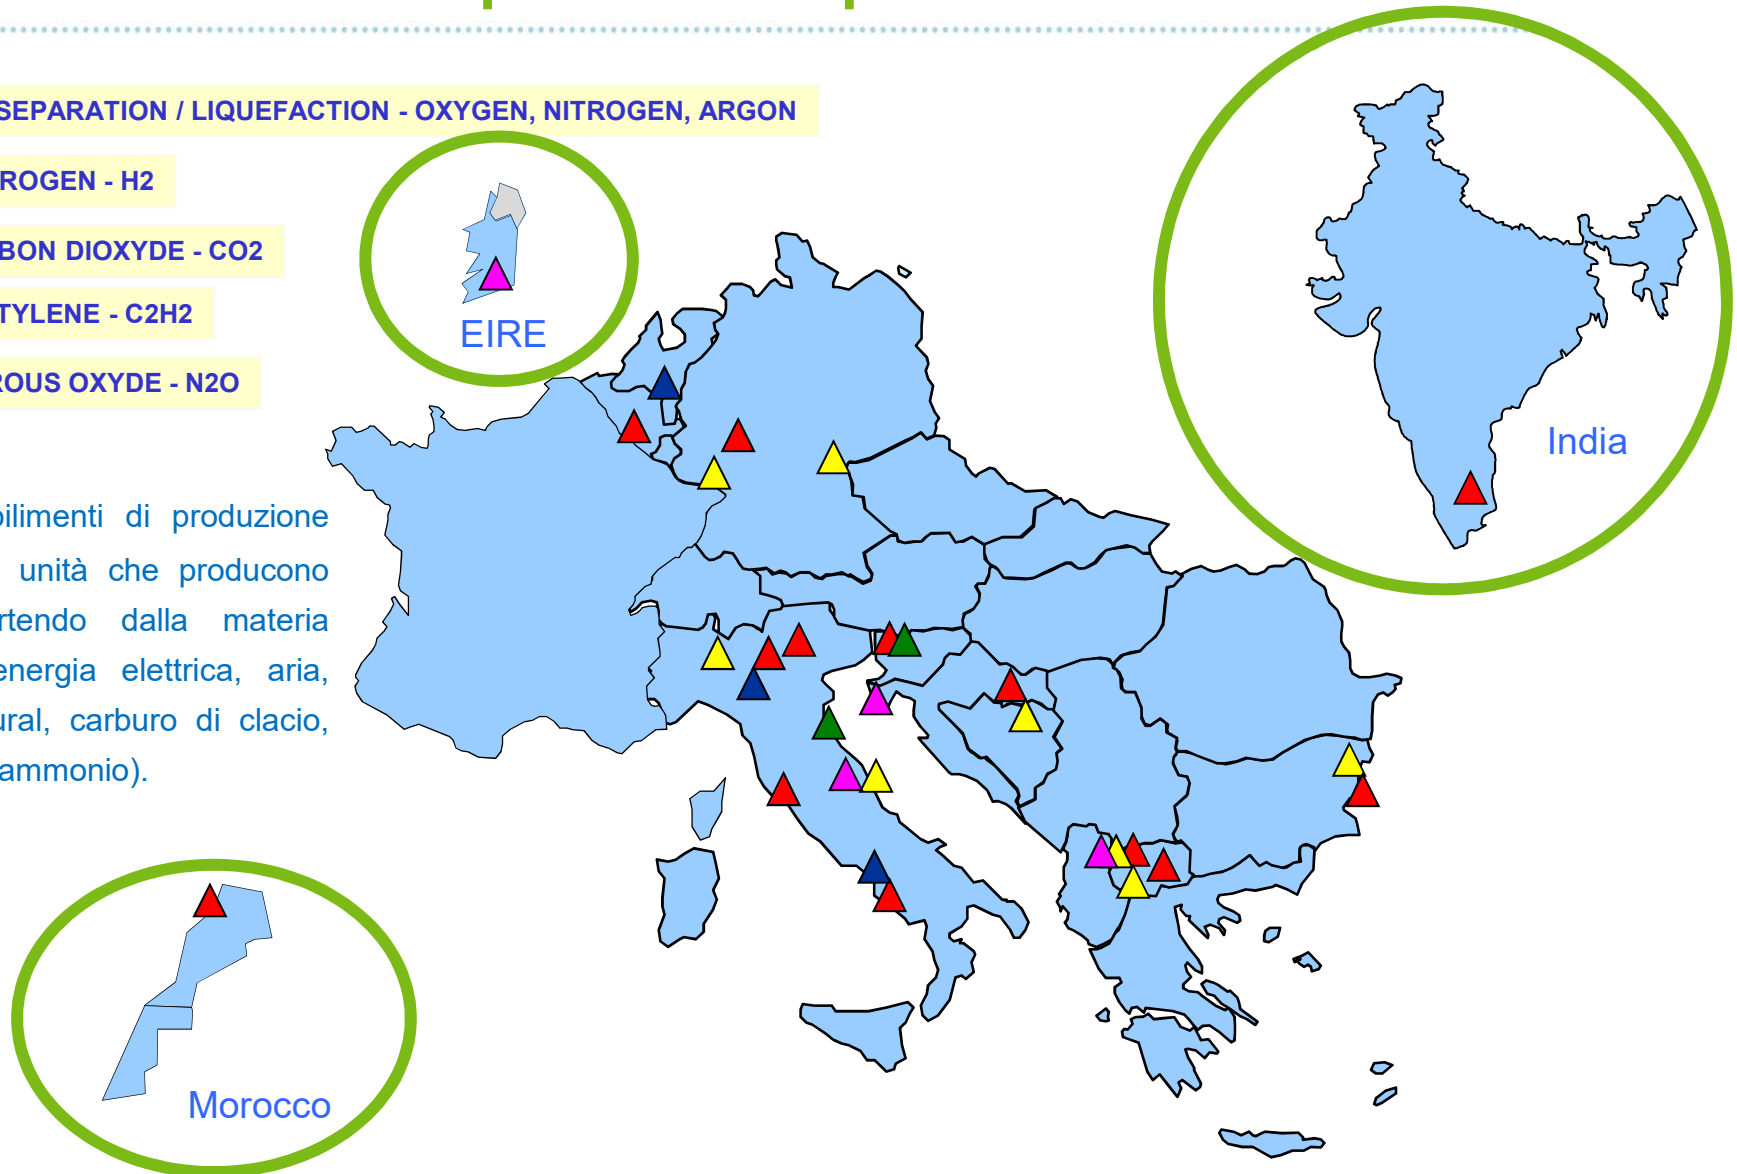 SEPARATION / LIQUEFACTION - OXYGEN, NITROGEN, ARGON
ROGEN - H2
BON DIOXYDE - CO2
TYLENE - C2H2
ROUS OXYDE - N2O
EIRE
India
bilimenti di produzione
unità che producono
rtendo dalla materia
energia elettrica, aria,
ural, carburo di clacio,
ammonio).
Morocco